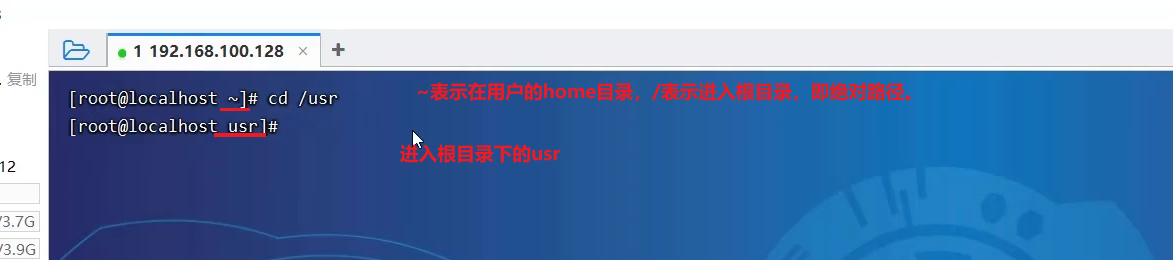 1 192.168.100.128 × +
复制
[root@localhost ~]# cd /usr
~表示在用户的home目录，/表示进入根目录，即绝对路径。
[root@localhost usr]#
进入根目录下的usr
12
/3.7G
/3.9G